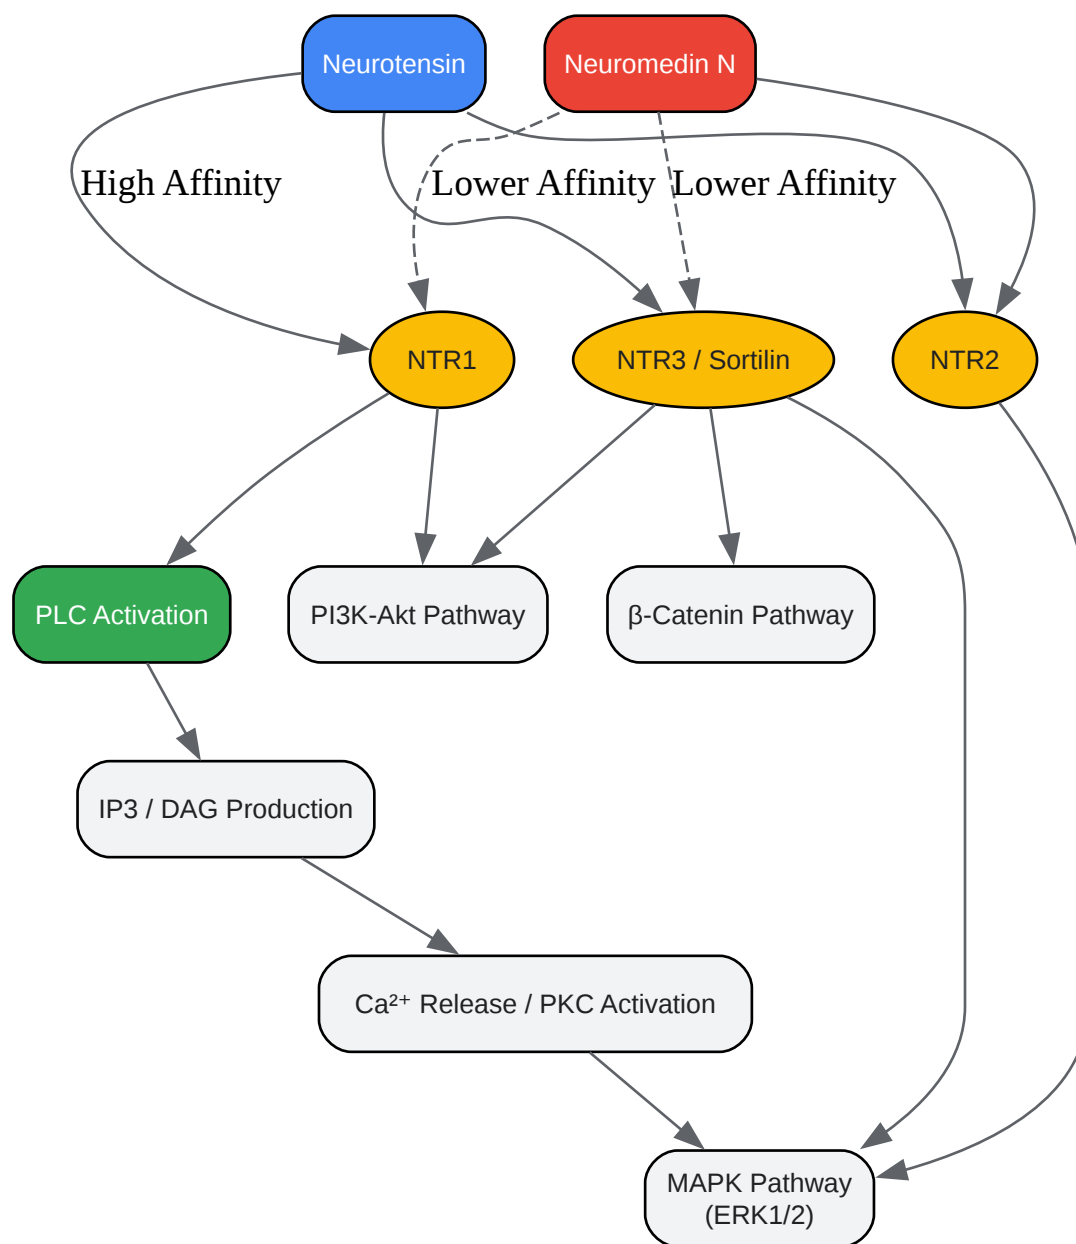 Neurotensin
Neuromedin N
High Affinity
Lower Affinity
Lower Affinity
NTR1
NTR3 / Sortilin
NTR2
PLC Activation
PI3K-Akt Pathway
β-Catenin Pathway
IP3 / DAG Production
Ca²⁺ Release / PKC Activation
MAPK Pathway
(ERK1/2)